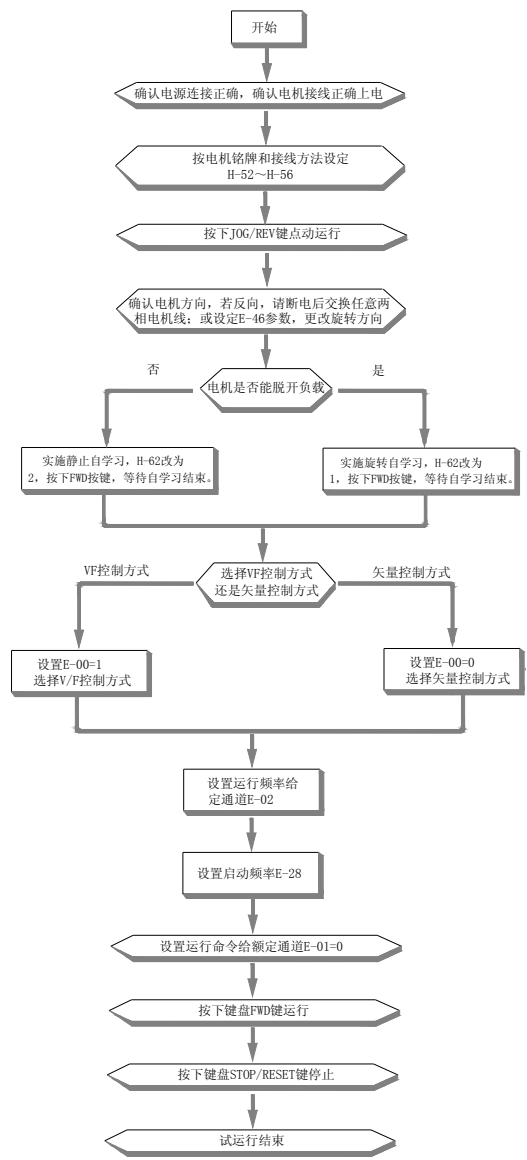 开始
确认电源连接正确，确认电机接线正确上电
按电机铭牌和接线方法设定
H-52～H-56
按下JOG/REV键点动运行
确认电机方向，若反向，请断电后交换任意两
相电机线；或设定E-46参数，更改旋转方向
否
是
电机是否能脱开负载
实施静止自学习，H-62改为
2，按下FWD按键，等待自学习结束。
实施旋转自学习，H-62改为
1，按下FWD按键，等待自学习结束。
VF控制方式
选择VF控制方式
还是矢量控制方式
矢量控制方式
设置E-00=1
选择V/F控制方式
设置E-00=0
选择矢量控制方式
设置运行频率给
定通道E-02
设置启动频率E-28
设置运行命令给额定通道E-01=0
按下键盘FWD键运行
按下键盘STOP/RESET键停止
试运行结束